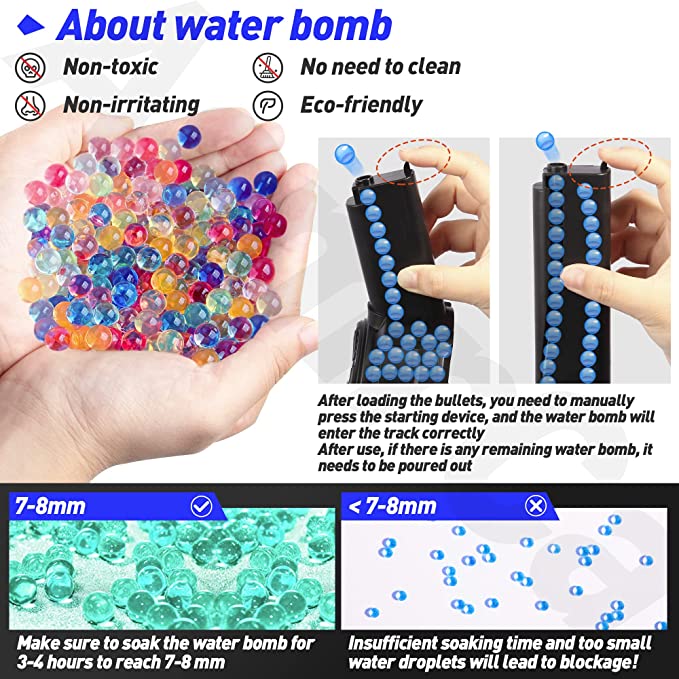 About water bomb
Non-toxic
No need to clean
Non-irritating
Eco-friendly
After loading the bullets, you need to manually
press the starting device, and the water bomb will
enter the track correctly
After use, if there is any remaining water bomb, it
needs to be poured out
7-8mm
< 7-8mm
Make sure to soak the water bomb for
3-4 hours to reach 7-8 mm
Insufficient soaking time and too small
water droplets will lead to blockage!